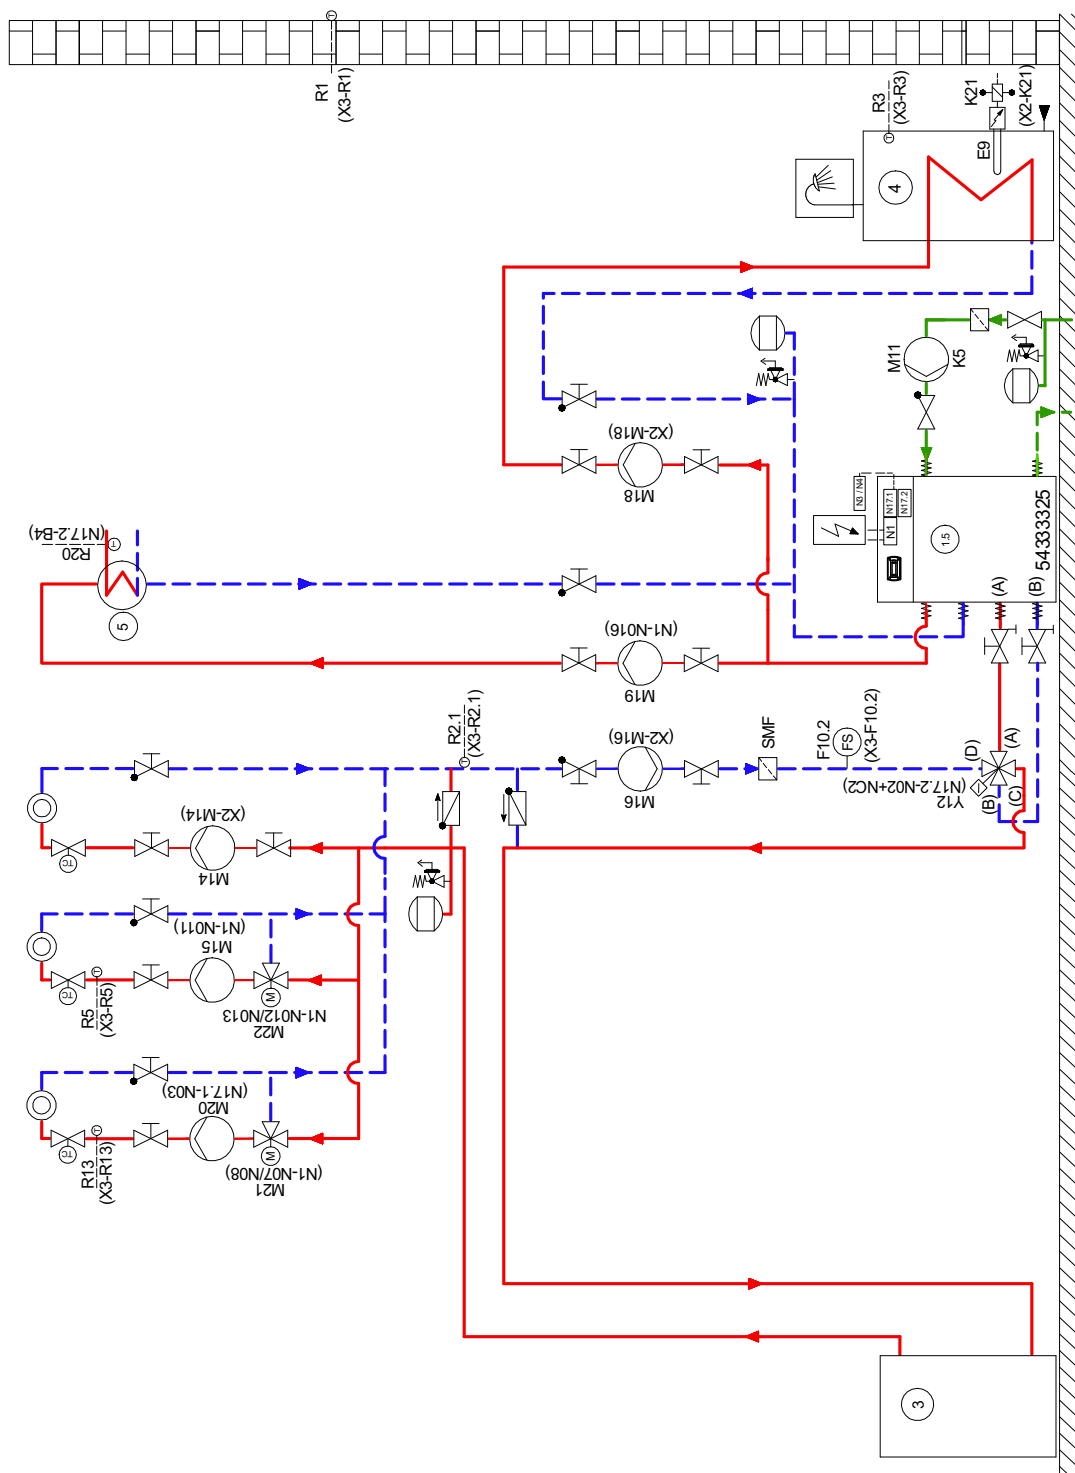 R1
(X3-R1)
R3
(X3-R3)
K21
(X2-K21)
E9
4
T
M11
K5
(X2-M18)
M18
N3 / N4
N17.1
N17.2
N1
1.5
54333325
(A)
(B)
R20
(N17.2-B4)
T
5
(N1-N016)
M19
R2.1
(X3-R2.1)
T
(X2-M16)
M16
SMF
F10.2
FS
(X3-F10.2)
(D)
(A)
(B)
(C)
Y12
(N17.2-N02+NC2)
(X2-M14)
M14
TC
(N1-N011)
M15
R5
(X3-R5)
T
TC
M
M22
N1-N012/N013
(N17.1-N03)
M20
R13
(X3-R13)
T
TC
M
M21
(N1-N07/N08)
3